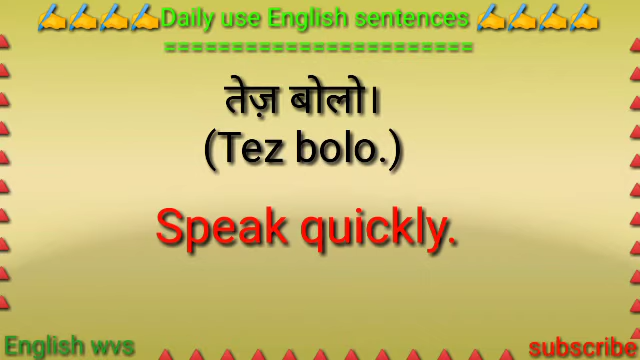 ✍✍✍✍Daily use English sentences ✍✍✍✍
=======================
तेज़ बोलो।
(Tez bolo.)
Speak quickly.
English wvs
subscribe